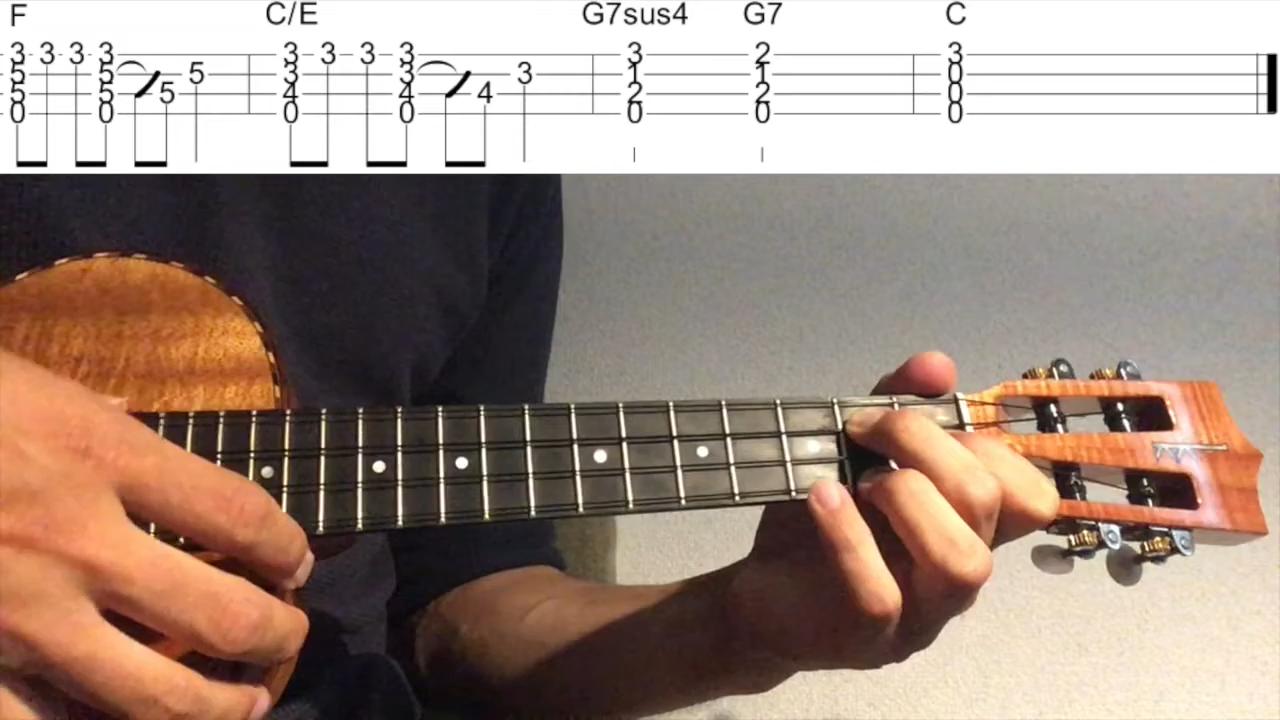 F C/E G7sus4 G7 C
3 3 3 3 3 3 3 3 3 2 3
5 5 5 3 3 3 1 1 0
5 5 5 4 4 4 2 2 0
0 0 0 0 0 0 0